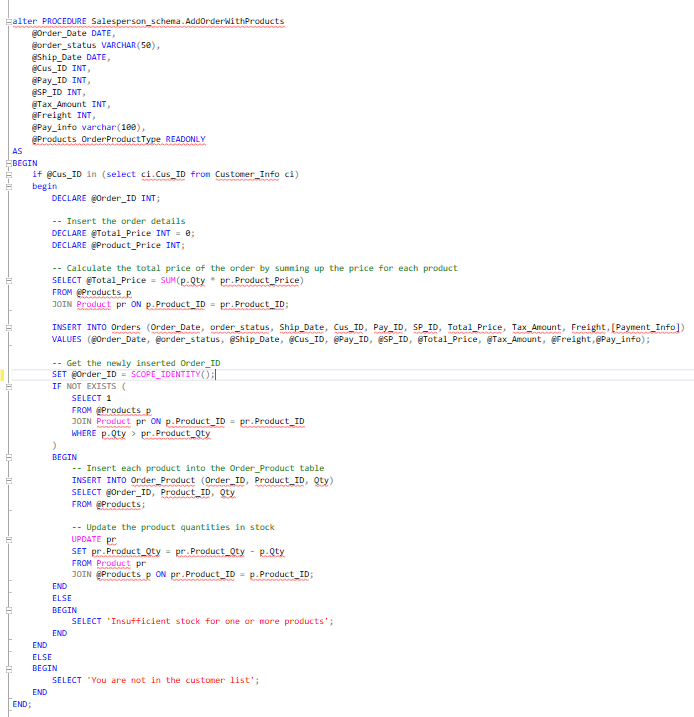 alter PROCEDURE Salesperson_schema.AddOrderWithProducts
@Order_Date DATE,
@order_status VARCHAR(50),
@Ship_Date DATE,
@Cus_ID INT,
@Pay_ID INT,
@SP_ID INT,
@Tax_Amount INT,
@Freight INT,
@Pay_info varchar(100),
@Products OrderProductType READONLY
AS
BEGIN
if @Cus_ID in (select ci.Cus_ID from Customer_Info ci)
begin
DECLARE @Order_ID INT;
-- Insert the order details
DECLARE @Total_Price INT = 0;
DECLARE @Product_Price INT;
-- Calculate the total price of the order by summing up the price for each product
SELECT @Total_Price = SUM(p.Qty * pr.Product_Price)
FROM @Products p
JOIN Product pr ON p.Product_ID = pr.Product_ID;
INSERT INTO Orders (Order_Date, order_status, Ship_Date, Cus_ID, Pay_ID, SP_ID, Total_Price, Tax_Amount, Freight,[Payment_Info])
VALUES (@Order_Date, @order_status, @Ship_Date, @Cus_ID, @Pay_ID, @SP_ID, @Total_Price, @Tax_Amount, @Freight,@Pay_info);
-- Get the newly inserted Order_ID
SET @Order_ID = SCOPE_IDENTITY();
IF NOT EXISTS (
SELECT 1
FROM @Products p
JOIN Product pr ON p.Product_ID = pr.Product_ID
WHERE p.Qty > pr.Product_Qty
)
BEGIN
-- Insert each product into the Order_Product table
INSERT INTO Order_Product (Order_ID, Product_ID, Qty)
SELECT @Order_ID, Product_ID, Qty
FROM @Products;
-- Update the product quantities in stock
UPDATE pr
SET pr.Product_Qty = pr.Product_Qty - p.Qty
FROM Product pr
JOIN @Products p ON pr.Product_ID = p.Product_ID;
END
ELSE
BEGIN
SELECT 'Insufficient stock for one or more products';
END
END
ELSE
BEGIN
SELECT 'You are not in the customer list';
END
END;